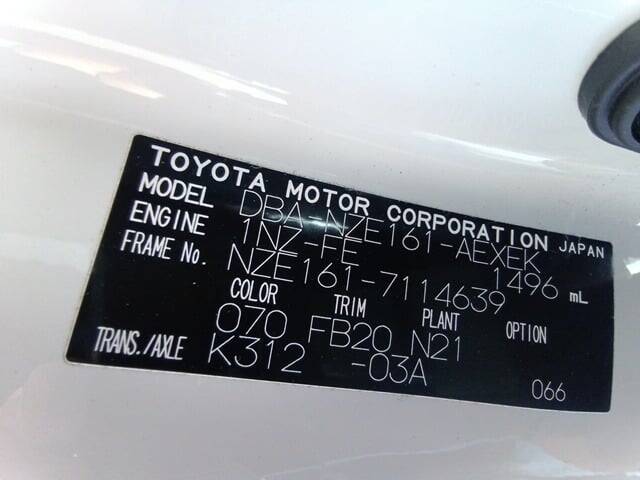 TOYOTA MOTOR CORPORATION JAPAN
MODEL DBA-NZE161-AEXEK
ENGINE 1NZ-FE 1496 mL
FRAME No. NZE161-7114639
COLOR TRIM PLANT OPTION
070 FB20 N21
TRANS./AXLE K312 -03A
066